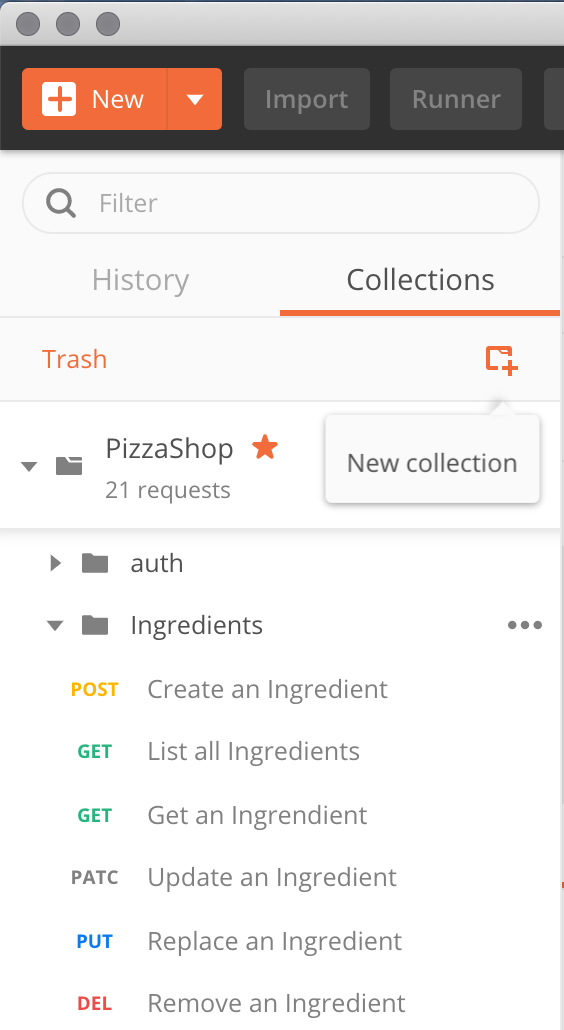 New Import Runner
Filter
History Collections
Trash
PizzaShop
New collection
21 requests
auth
Ingredients
POST Create an Ingredient
GET List all Ingredients
GET Get an Ingrendient
PATC Update an Ingredient
PUT Replace an Ingredient
DEL Remove an Ingredient